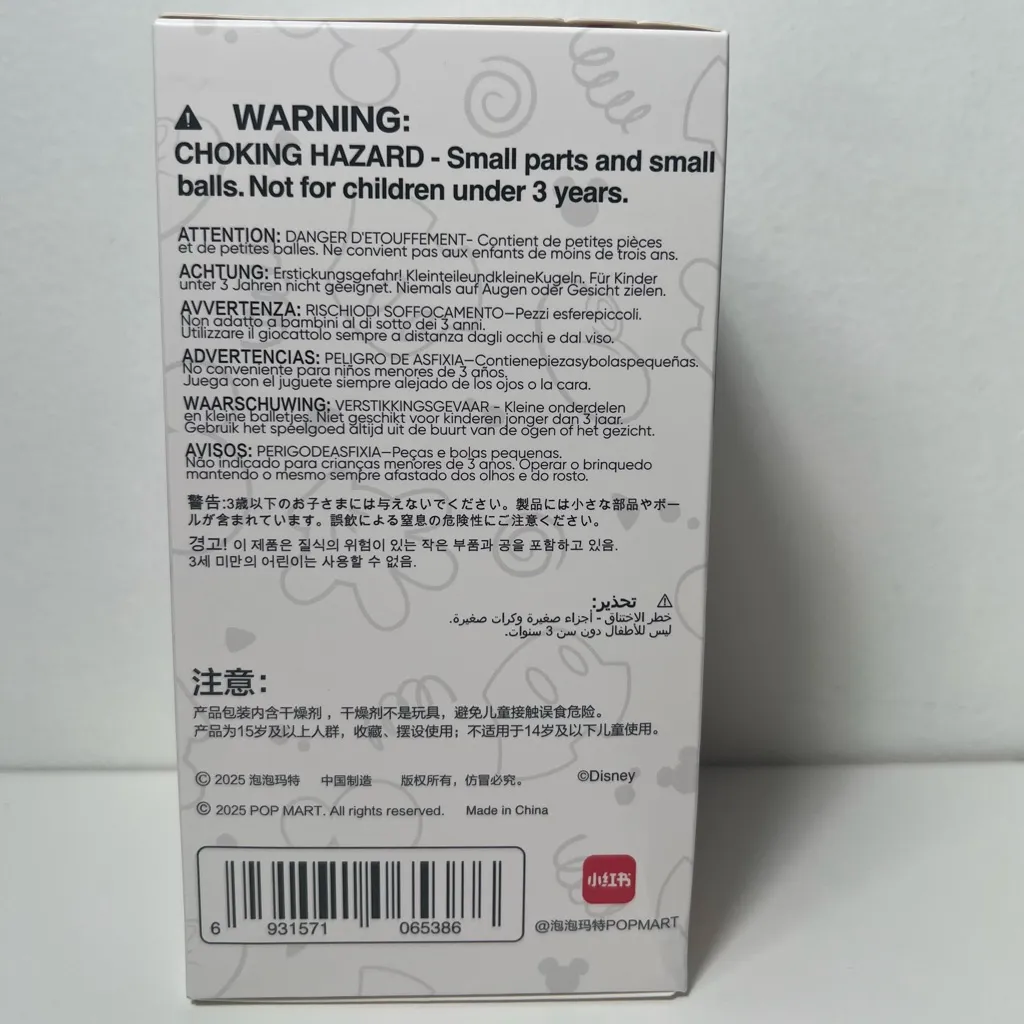 WARNING:
CHOKING HAZARD - Small parts and small
balls. Not for children under 3 years.
ATTENTION: DANGER D'ETOUFFEMENT- Contient de petites pièces
et de petites balles. Ne convient pas aux enfants de moins de trois ans.
ACHTUNG: Erstickungsgefahr! KleinteileundkleineKugeln. Für Kinder
unter 3 Jahren nicht geeignet. Niemals auf Augen oder Gesicht zielen.
AVVERTENZA: RISCHIODI SOFFOCAMENTO—Pezzi esferepiccoli.
Non adatto a bambini al di sotto dei 3 anni.
Utilizzare il giocattolo sempre a distanza dagli occhi e dal viso.
ADVERTENCIAS: PELIGRO DE ASFIXIA—Contienepiezasybolaspequeñas.
No conveniente para niños menores de 3 años.
Juega con el juguete siempre alejado de los ojos o la cara.
WAARSCHUWING: VERSTIKKINGSGEVAAR - Kleine onderdelen
en kleine balletjes. Niet geschikt voor kinderen jonger dan 3 jaar.
Gebruik het speelgoed altijd uit de buurt van de ogen of het gezicht.
AVISOS: PERIGODEASFIXIA—Peças e bolas pequenas.
Não indicado para crianças menores de 3 anos. Operar o brinquedo
mantendo o mesmo sempre afastado dos olhos e do rosto.
警告:3歳以下のお子さまには与えないでください。製品には小さな部品やボー
ルが含まれています。誤飲による窒息の危険性にご注意ください。
경고! 이 제품은 질식의 위험이 있는 작은 부품과 공을 포함하고 있음.
3세 미만의 어린이는 사용할 수 없음.
تحذير:
خطر الاختناق - أجزاء صغيرة وكرات صغيرة.
ليس للأطفال دون سن 3 سنوات.
注意：
产品包装内含干燥剂，干燥剂不是玩具，避免儿童接触误食危险。
产品为15岁及以上人群，收藏、摆设使用；不适用于14岁及以下儿童使用。
© 2025 泡泡玛特 中国制造 版权所有，仿冒必究。 ©Disney
© 2025 POP MART. All rights reserved. Made in China
6 931571 065386
小红书
@泡泡玛特POPMART